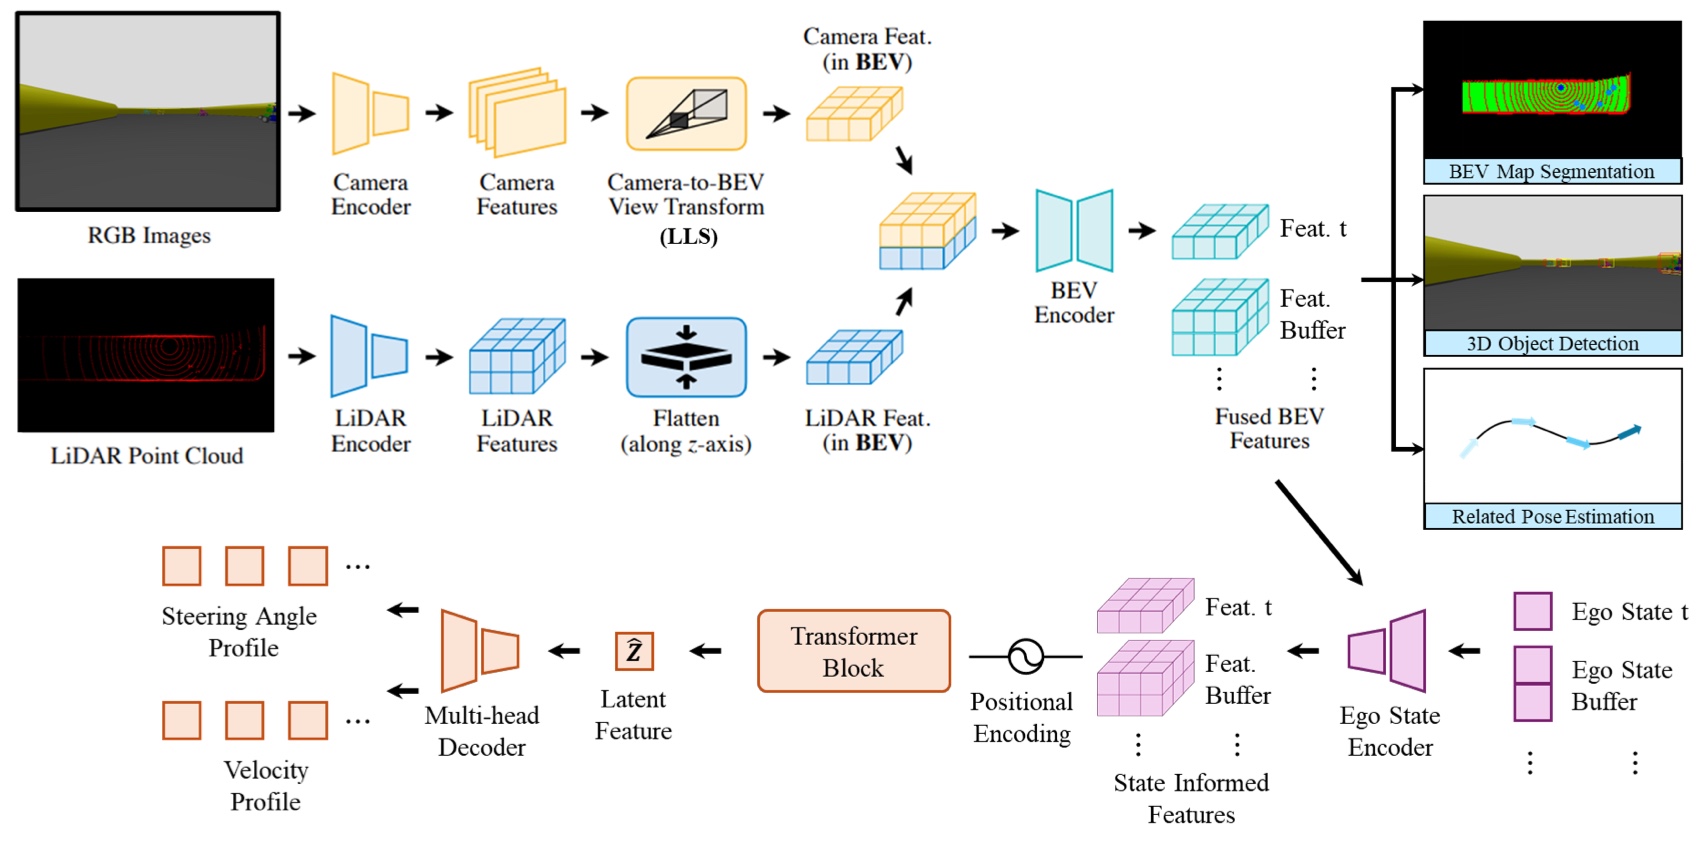 Camera Feat.
(in BEV)
RGB Images
Camera
Encoder
Camera
Features
Camera-to-BEV
View Transform
(LLS)
BEV
Encoder
Feat. t
Feat.
Buffer
Fused BEV
Features
LiDAR Point Cloud
LiDAR
Encoder
LiDAR
Features
Flatten
(along z-axis)
LiDAR Feat.
(in BEV)
BEV Map Segmentation
3D Object Detection
Related Pose Estimation
Steering Angle
Profile
Velocity
Profile
Multi-head
Decoder
Ẑ
Latent
Feature
Transformer
Block
Positional
Encoding
Feat. t
Feat.
Buffer
State Informed
Features
Ego State
Encoder
Ego State t
Ego State
Buffer